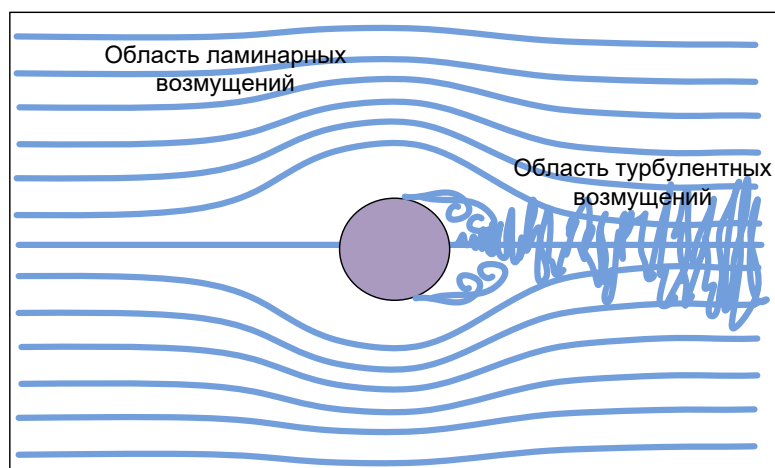 Область ламинарных
возмущений
Область турбулентных
возмущений